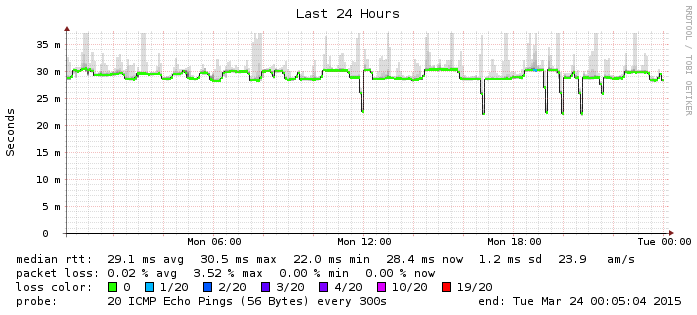 Last 24 Hours
RRDTOOL / TOBI OETIKER
Seconds
35 m
30 m
25 m
20 m
15 m
10 m
5 m
0
Mon 06:00 Mon 12:00 Mon 18:00 Tue 00:00
median rtt: 29.1 ms avg 30.5 ms max 22.0 ms min 28.4 ms now 1.2 ms sd 23.9 am/s
packet loss: 0.02 % avg 3.52 % max 0.00 % min 0.00 % now
loss color: 0 1/20 2/20 3/20 4/20 10/20 19/20
probe: 20 ICMP Echo Pings (56 Bytes) every 300s end: Tue Mar 24 00:05:04 2015